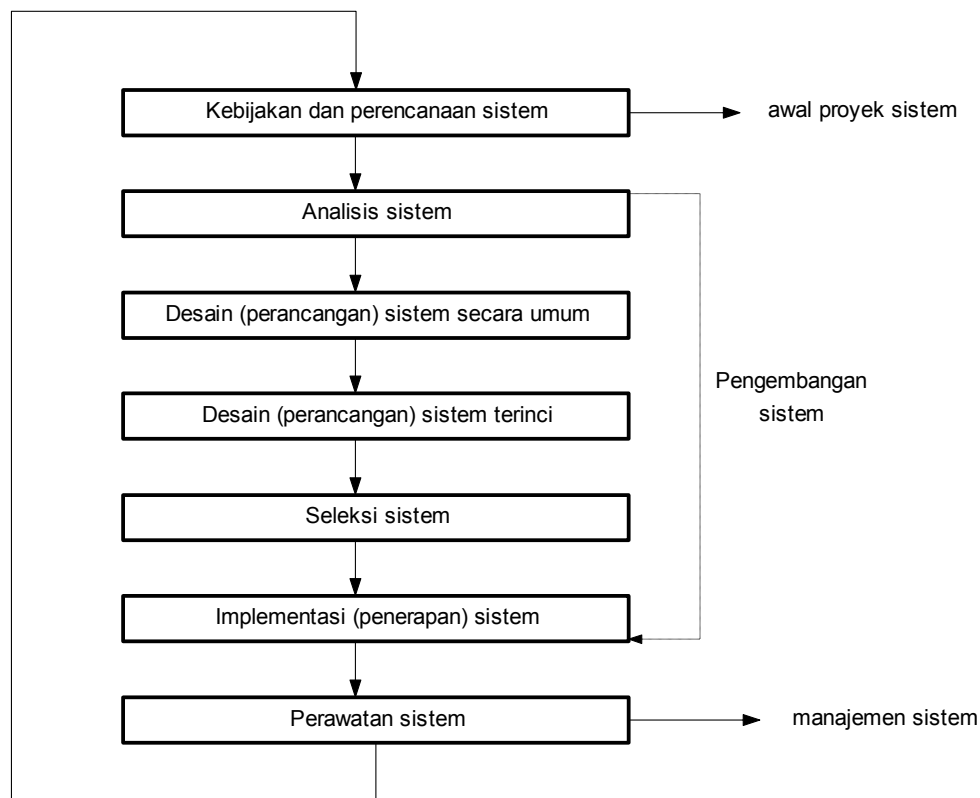 Kebijakan dan perencanaan sistem
awal proyek sistem
Analisis sistem
Desain (perancangan) sistem secara umum
Pengembangan
sistem
Desain (perancangan) sistem terinci
Seleksi sistem
Implementasi (penerapan) sistem
Perawatan sistem
manajemen sistem